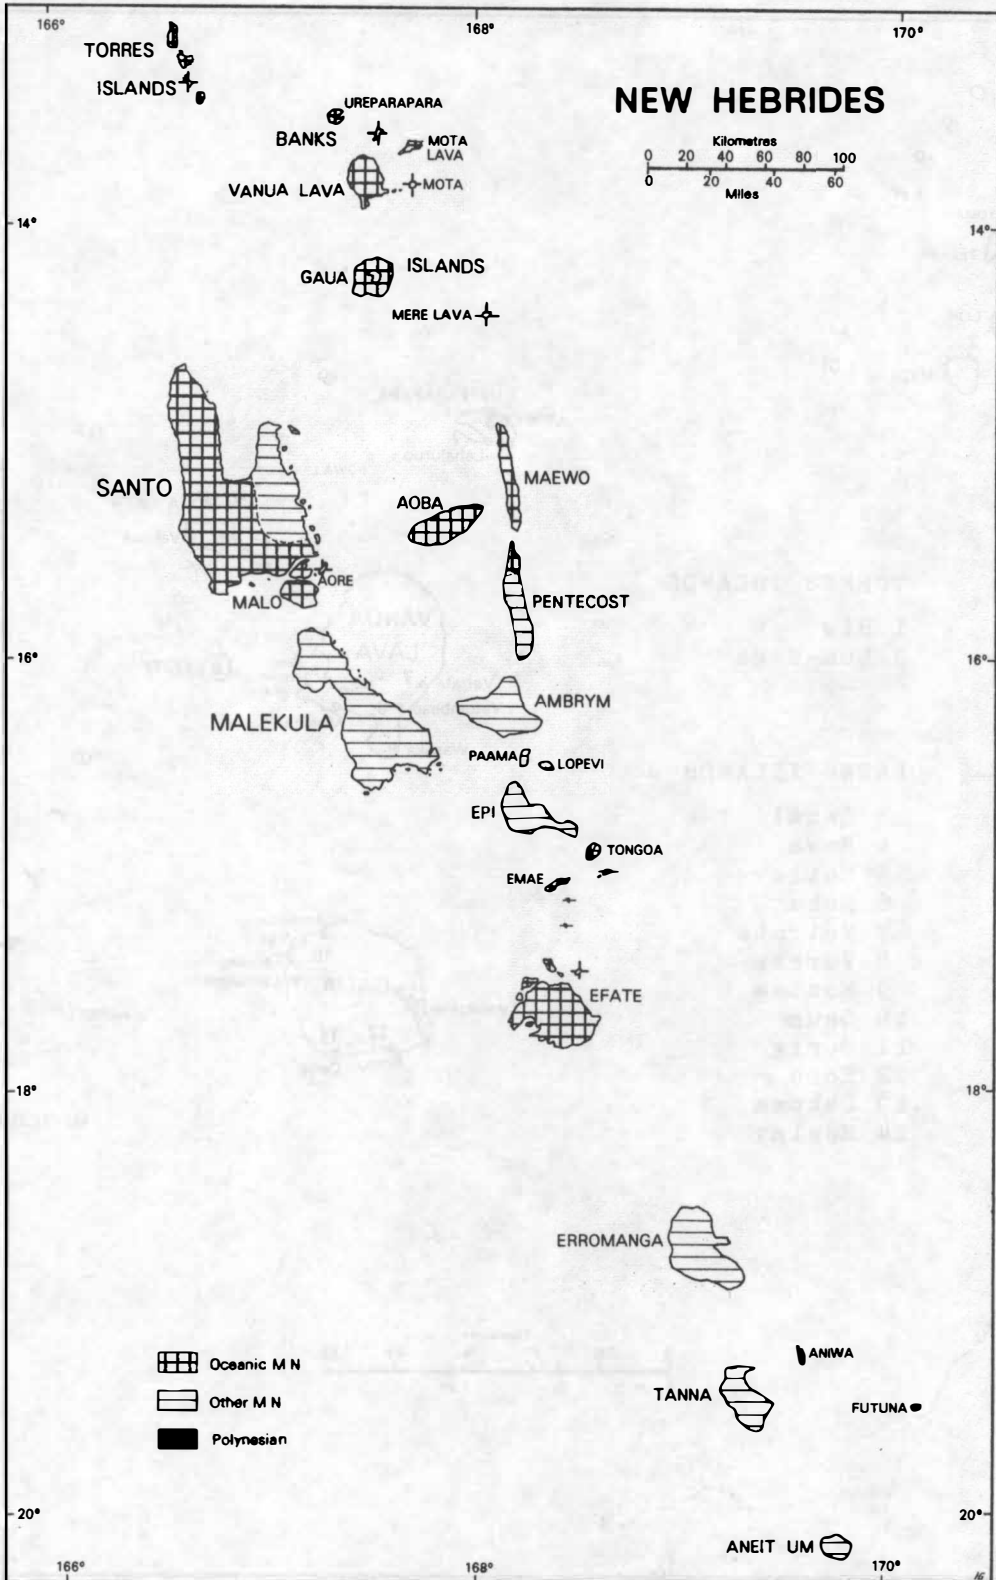 166°
168°
170°
TORRES
ISLANDS
NEW HEBRIDES
UREPARAPARA
BANKS
MOTA
LAVA
Kilometres
0 20 40 60 80 100
0 20 40 60
Miles
VANUA LAVA
MOTA
14°
14°
GAUA
ISLANDS
MERE LAVA
SANTO
MAEWO
AOBA
AORE
MALO
PENTECOST
16°
16°
AMBRYM
MALEKULA
PAAMA
LOPEVI
EPI
TONGOA
EMAE
EFATE
18°
18°
ERROMANGA
Oceanic M N
Other M N
Polynesian
ANIWA
TANNA
FUTUNA
20°
20°
ANEIT UM
166°
168°
170°